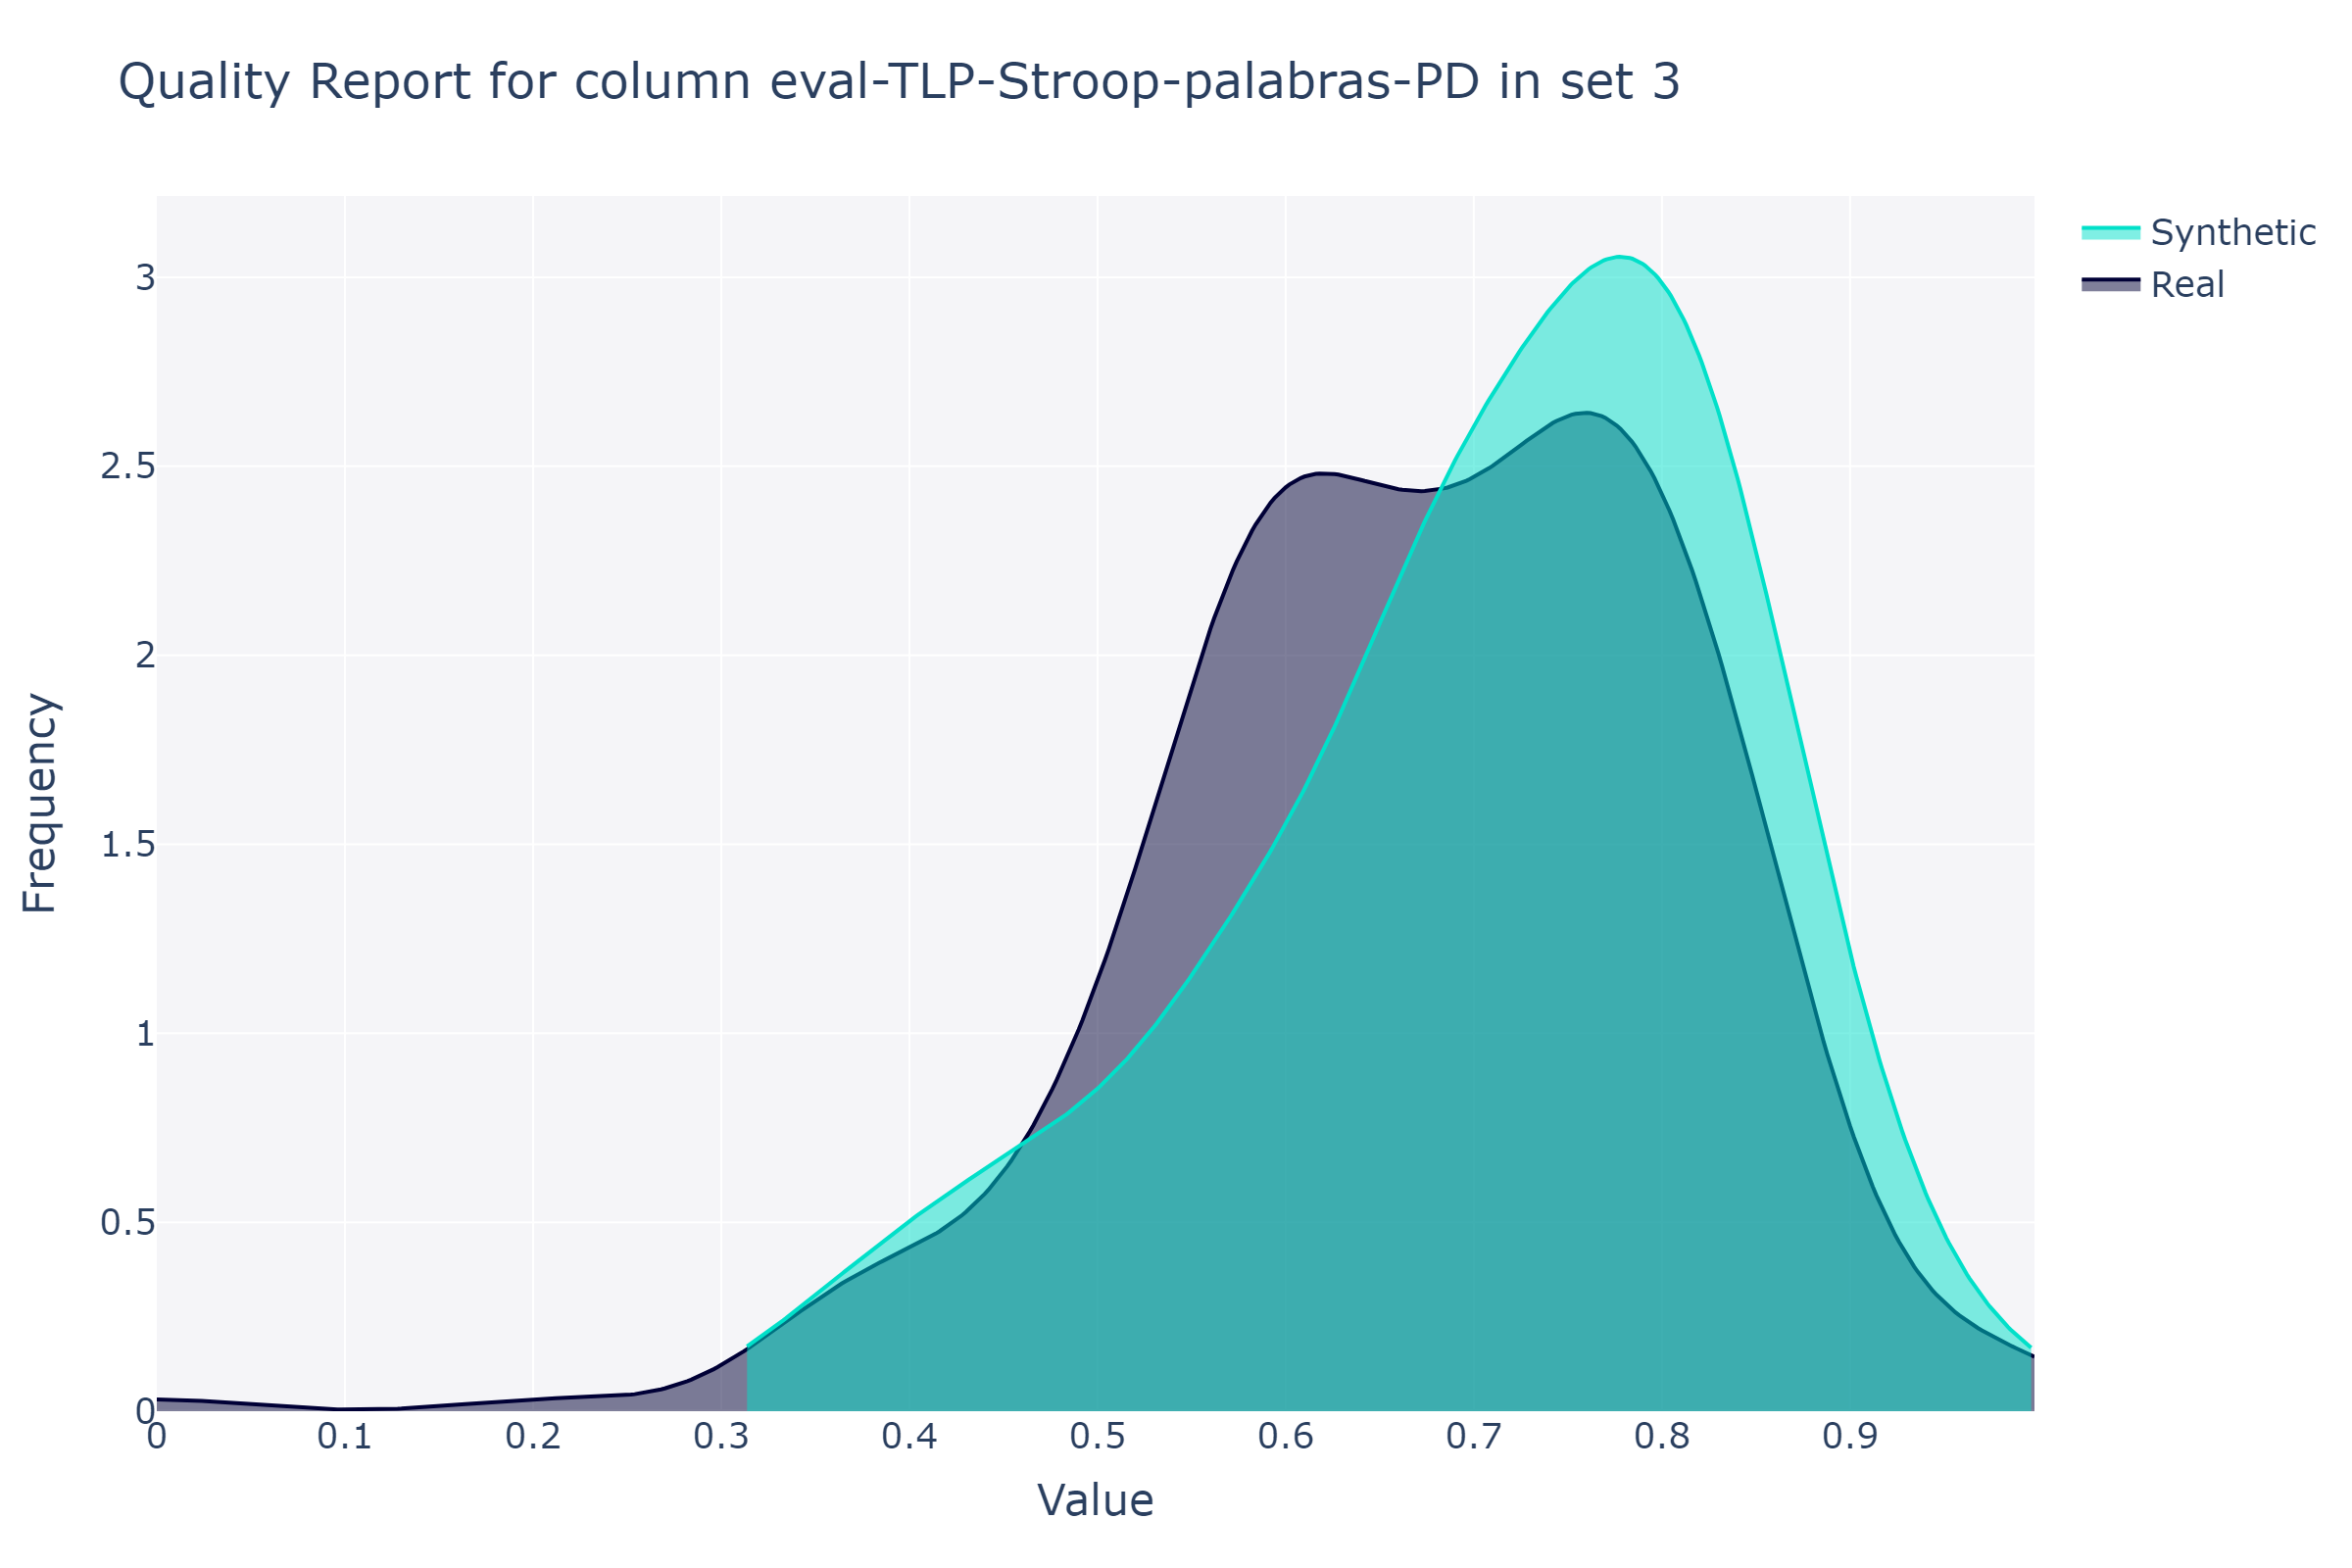 Quality Report for column eval-TLP-Stroop-palabras-PD in set 3
Synthetic
Real
3
2.5
2
1.5
1
0.5
0
Frequency
0 0.1 0.2 0.3 0.4 0.5 0.6 0.7 0.8 0.9
Value